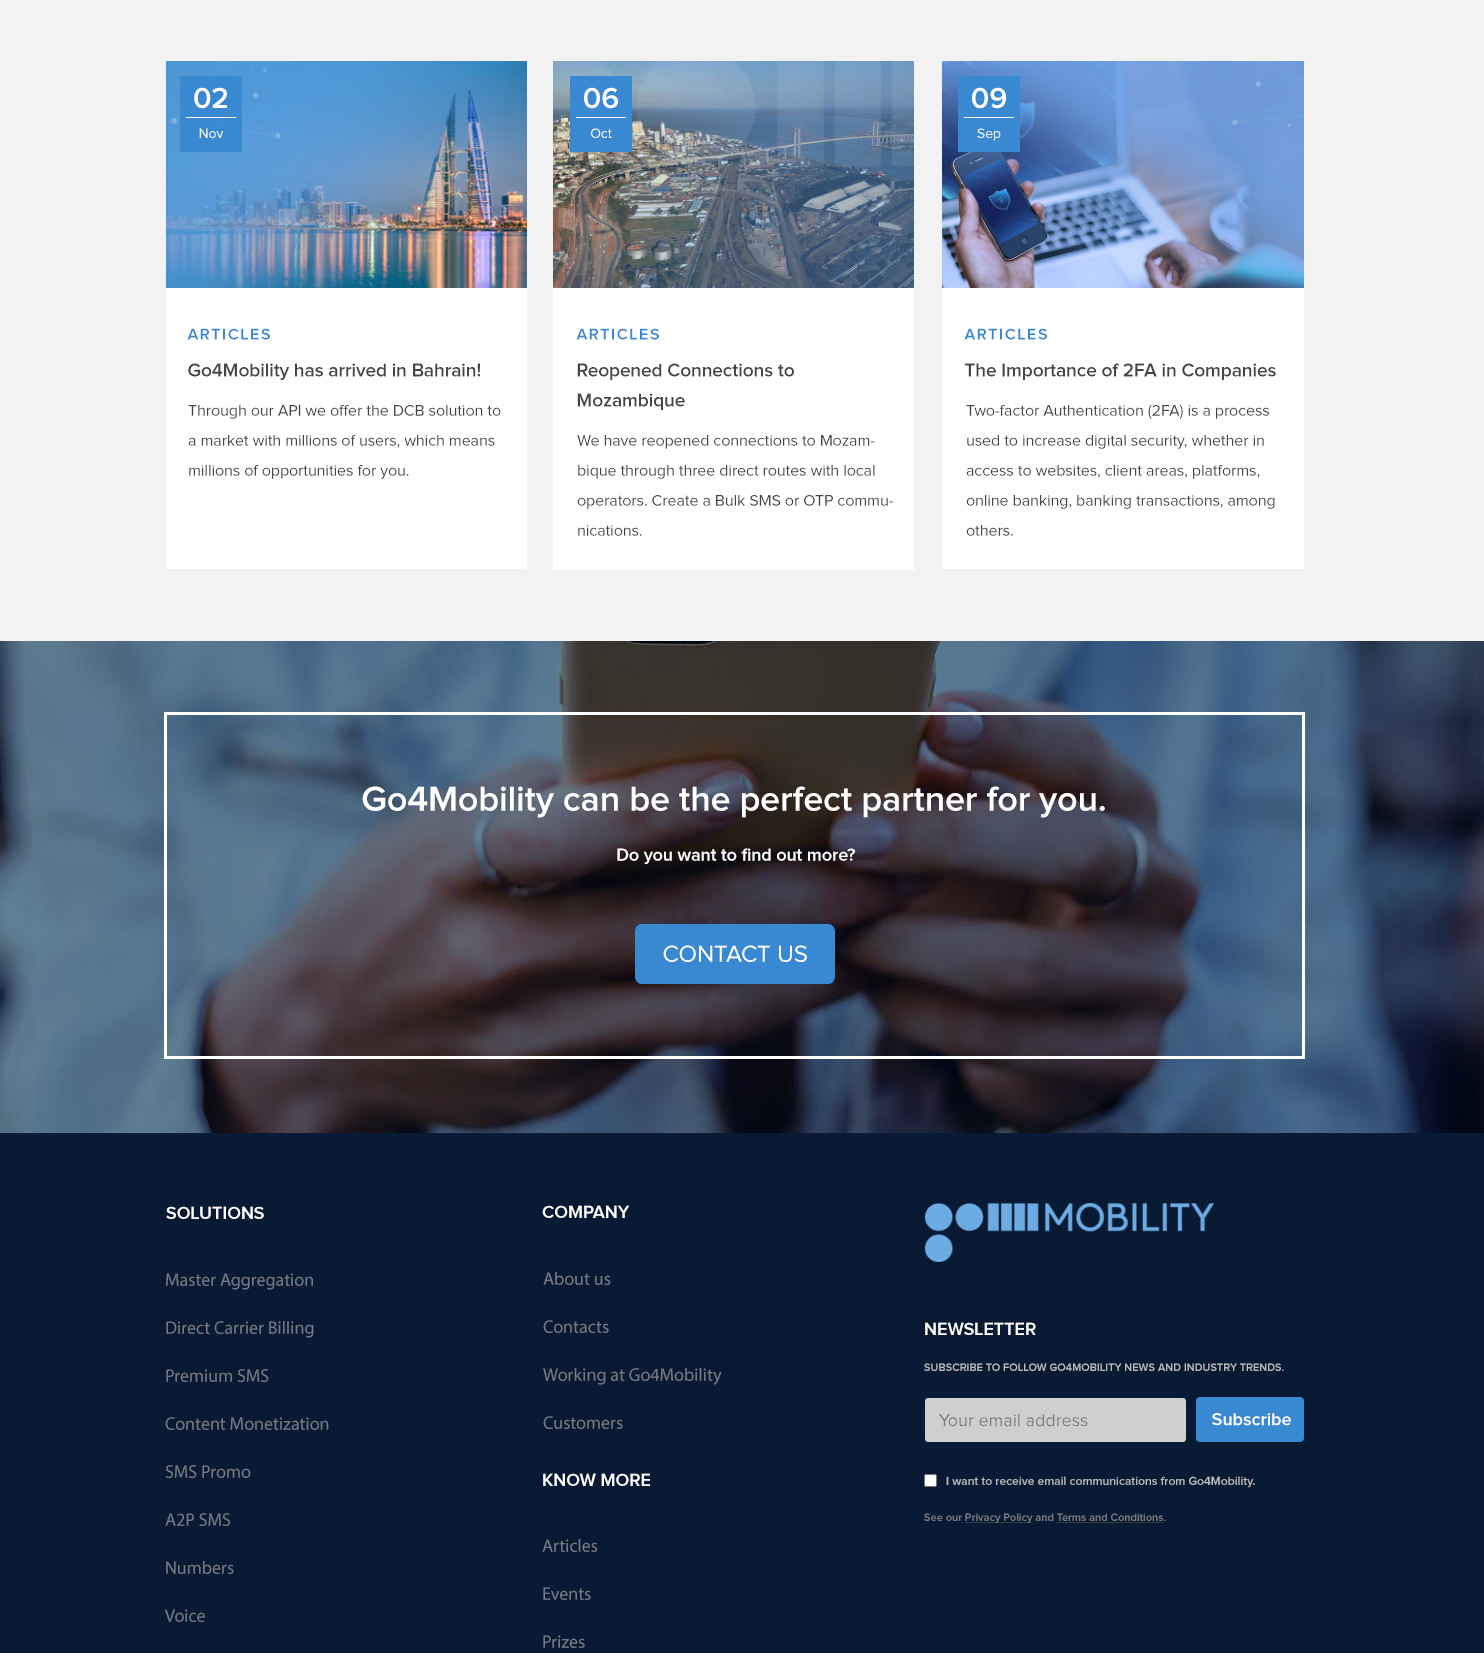 02
Nov
06
Oct
09
Sep
ARTICLES
Go4Mobility has arrived in Bahrain!
Through our API we offer the DCB solution to
a market with millions of users, which means
millions of opportunities for you.
ARTICLES
Reopened Connections to
Mozambique
We have reopened connections to Mozam-
bique through three direct routes with local
operators. Create a Bulk SMS or OTP commu-
nications.
ARTICLES
The Importance of 2FA in Companies
Two-factor Authentication (2FA) is a process
used to increase digital security, whether in
access to websites, client areas, platforms,
online banking, banking transactions, among
others.
Go4Mobility can be the perfect partner for you.
Do you want to find out more?
CONTACT US
SOLUTIONS
Master Aggregation
Direct Carrier Billing
Premium SMS
Content Monetization
SMS Promo
A2P SMS
Numbers
Voice
COMPANY
About us
Contacts
Working at Go4Mobility
Customers
KNOW MORE
Articles
Events
Prizes
MOBILITY
NEWSLETTER
SUBSCRIBE TO FOLLOW GO4MOBILITY NEWS AND INDUSTRY TRENDS.
Your email address
Subscribe
I want to receive email communications from Go4Mobility.
See our Privacy Policy and Terms and Conditions.